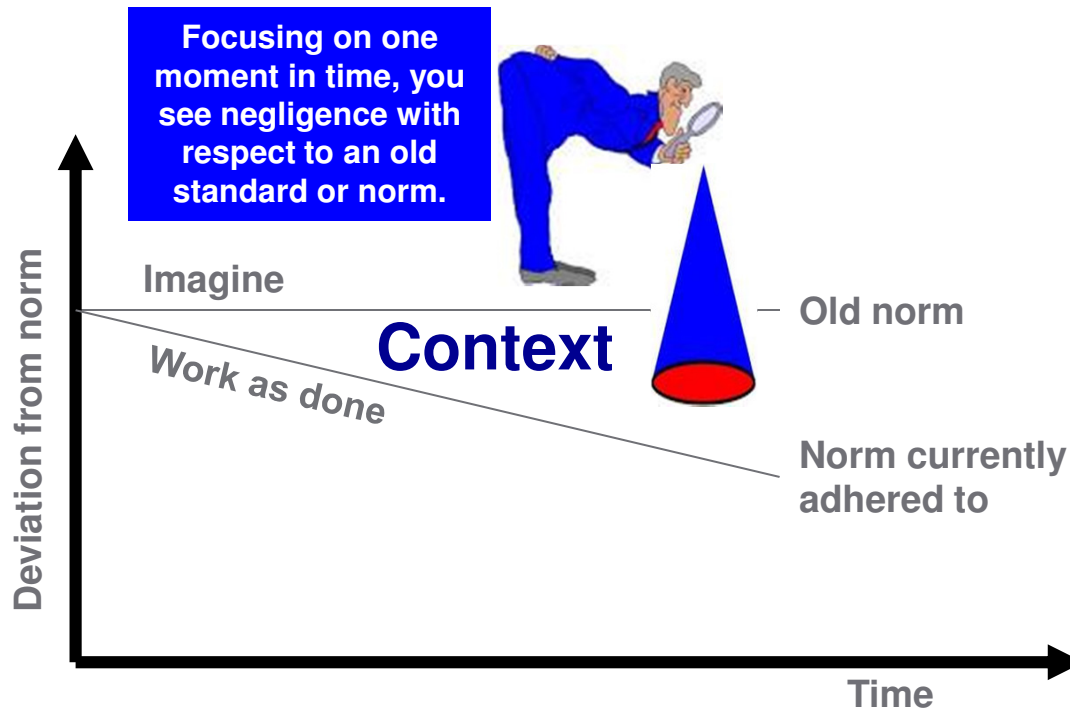 Focusing on one
moment in time, you
see negligence with
respect to an old
standard or norm.
Deviation from norm
Imagine
Old norm
Context
Work as done
Norm currently
adhered to
Time